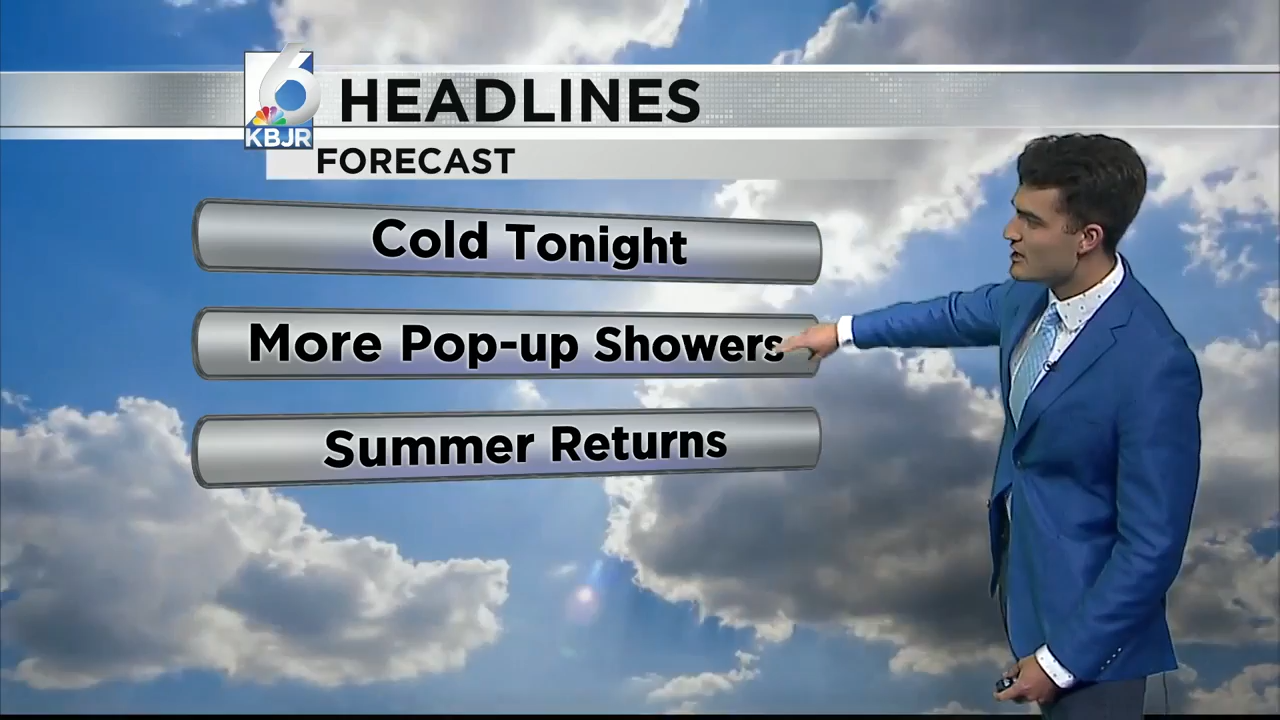 6
KBJR
HEADLINES
FORECAST
Cold Tonight
More Pop-up Showers
Summer Returns